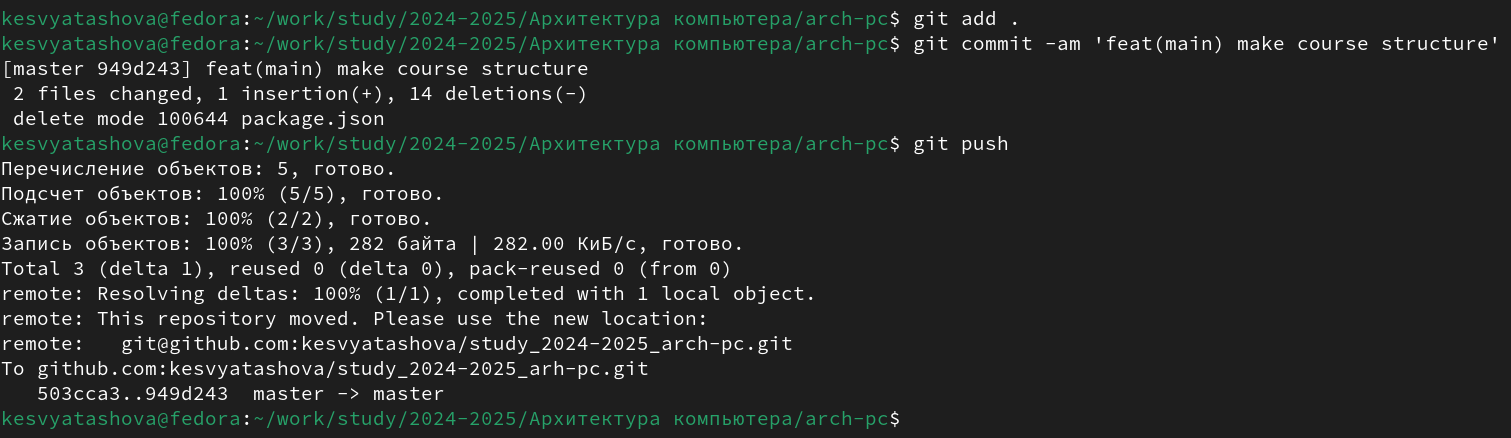 kesvyatashova@fedora:~/work/study/2024-2025/Архитектура компьютера/arch-pc$ git add .
kesvyatashova@fedora:~/work/study/2024-2025/Архитектура компьютера/arch-pc$ git commit -am 'feat(main) make course structure'
[master 949d243] feat(main) make course structure
 2 files changed, 1 insertion(+), 14 deletions(-)
 delete mode 100644 package.json
kesvyatashova@fedora:~/work/study/2024-2025/Архитектура компьютера/arch-pc$ git push
Перечисление объектов: 5, готово.
Подсчет объектов: 100% (5/5), готово.
Сжатие объектов: 100% (2/2), готово.
Запись объектов: 100% (3/3), 282 байта | 282.00 КиБ/с, готово.
Total 3 (delta 1), reused 0 (delta 0), pack-reused 0 (from 0)
remote: Resolving deltas: 100% (1/1), completed with 1 local object.
remote: This repository moved. Please use the new location:
remote:   git@github.com:kesvyatashova/study_2024-2025_arch-pc.git
To github.com:kesvyatashova/study_2024-2025_arh-pc.git
   503cca3..949d243  master -> master
kesvyatashova@fedora:~/work/study/2024-2025/Архитектура компьютера/arch-pc$